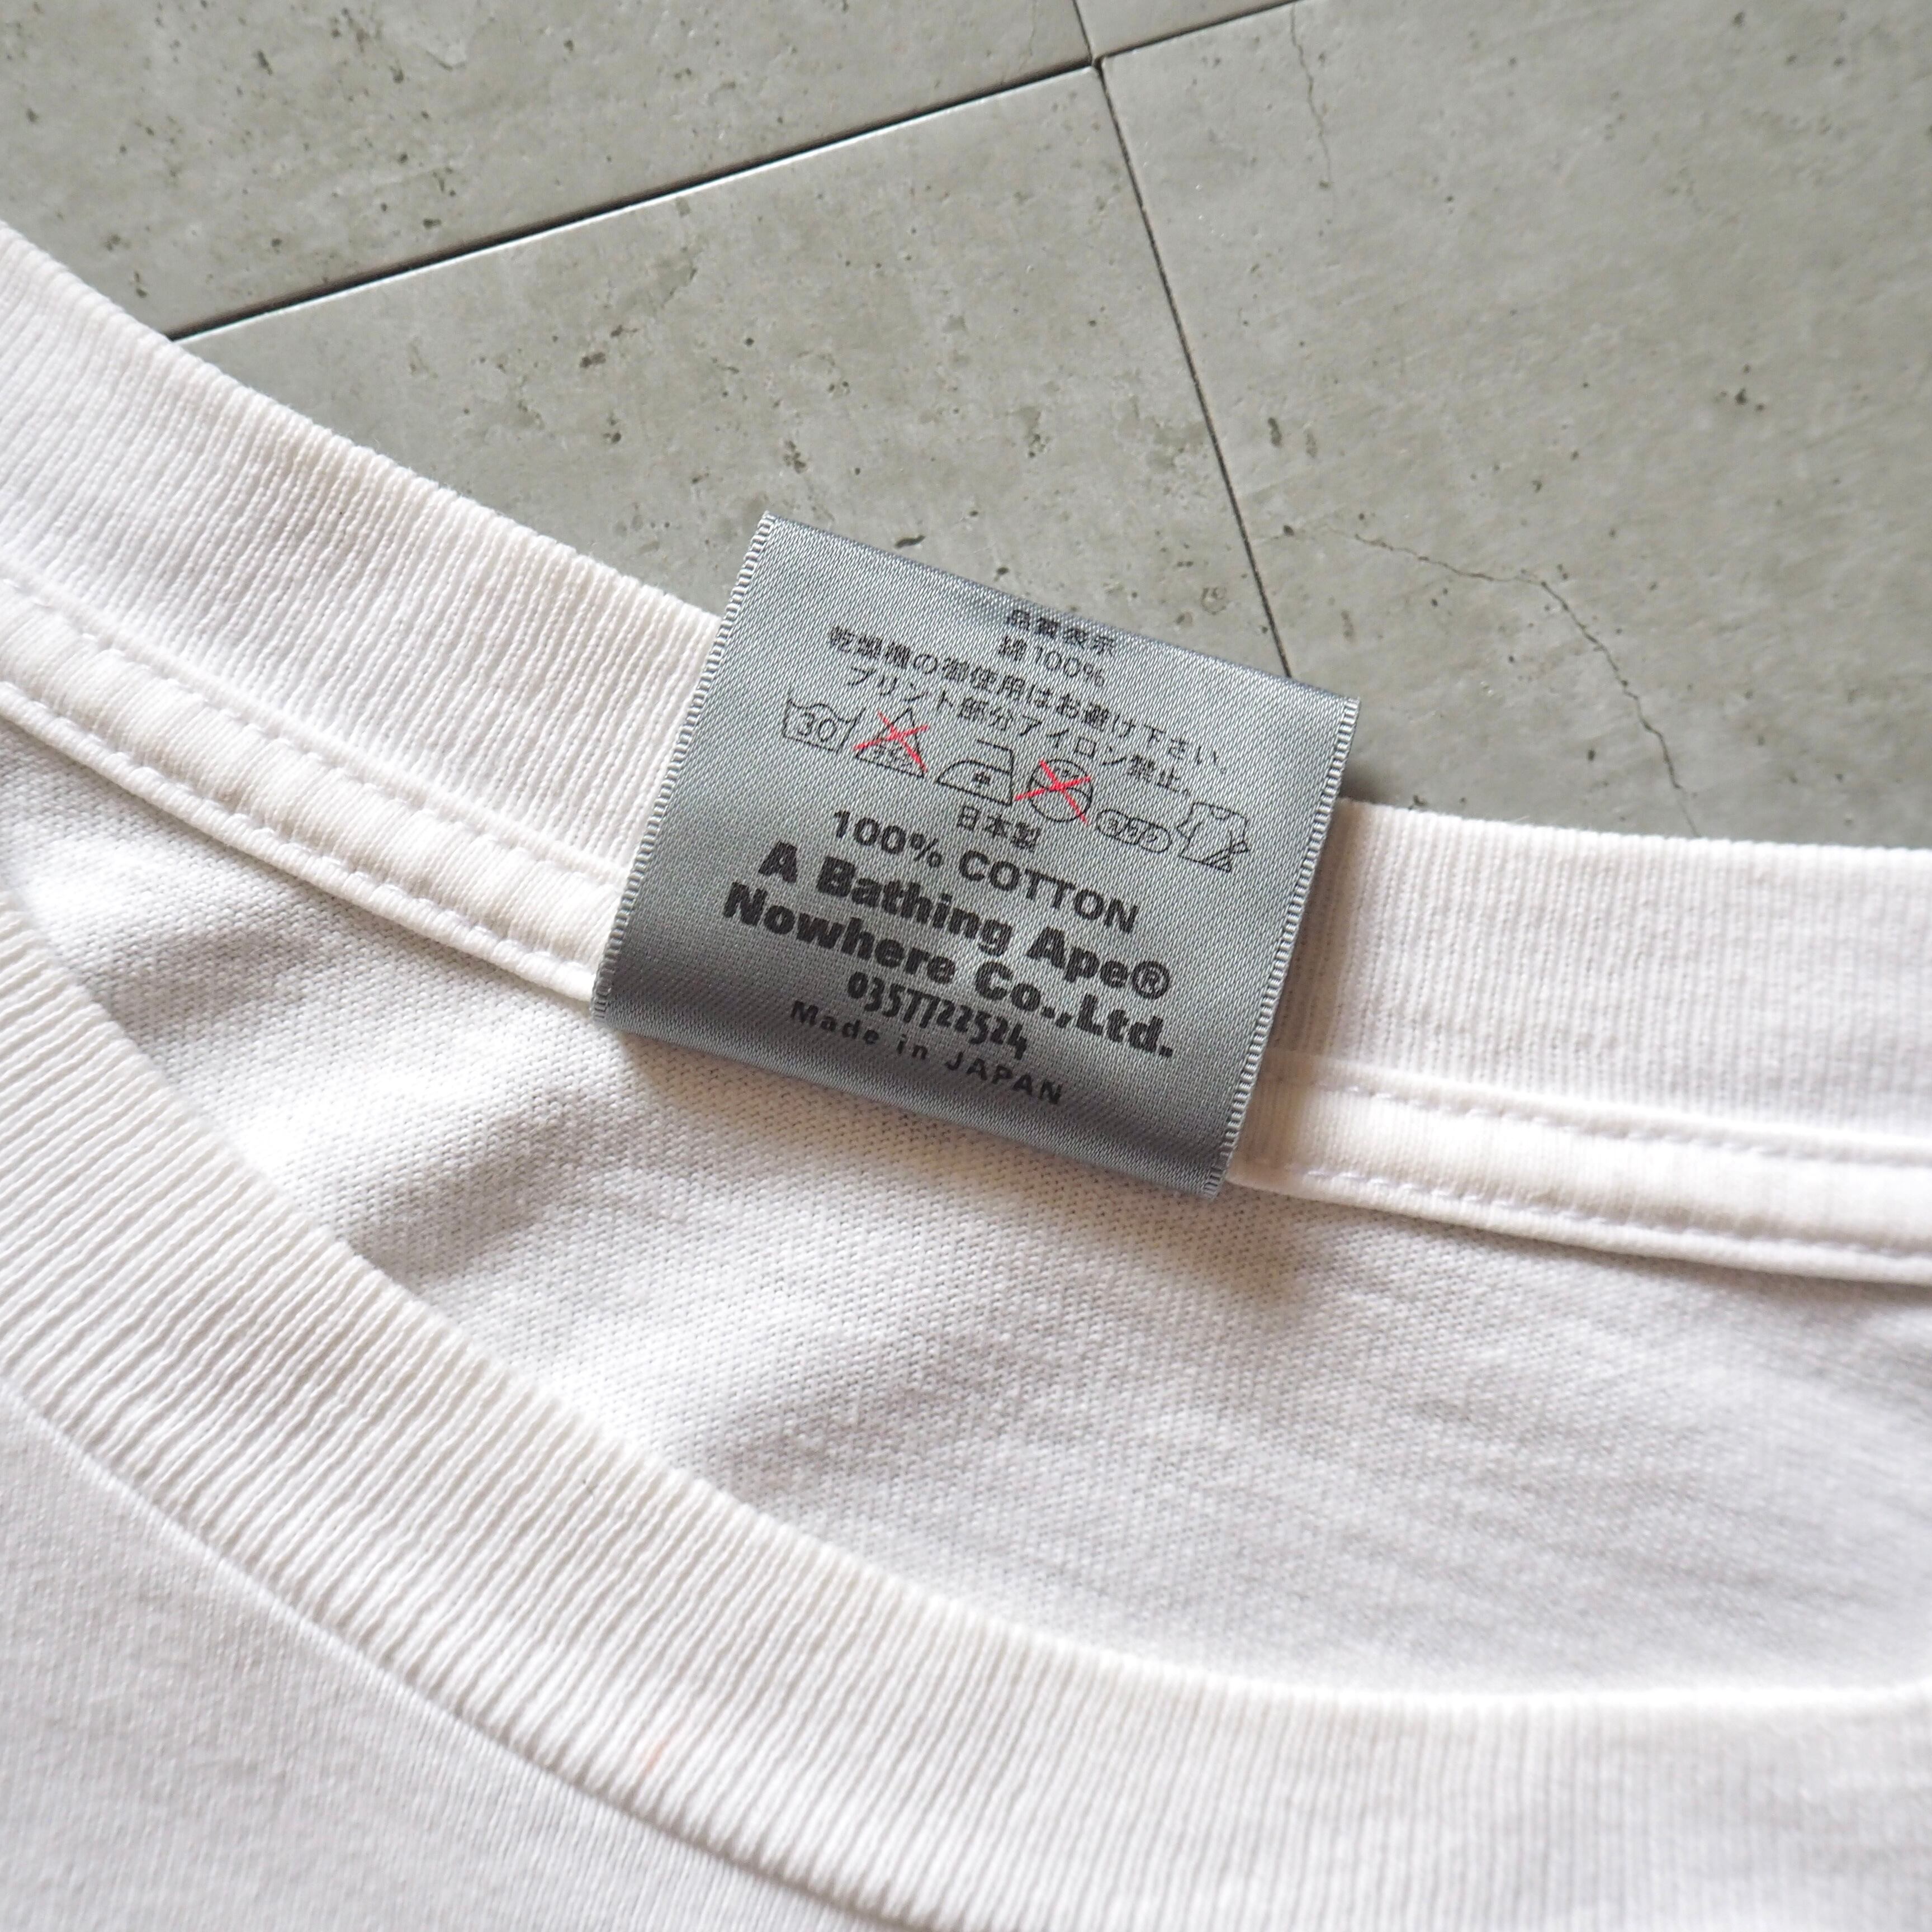 品質表示
綿100%
乾燥機の御使用はお避け下さい
プリント部分アイロン禁止。
30
日本製
100% COTTON
A Bathing Ape®
Nowhere Co.,Ltd.
0357722524
Made in JAPAN